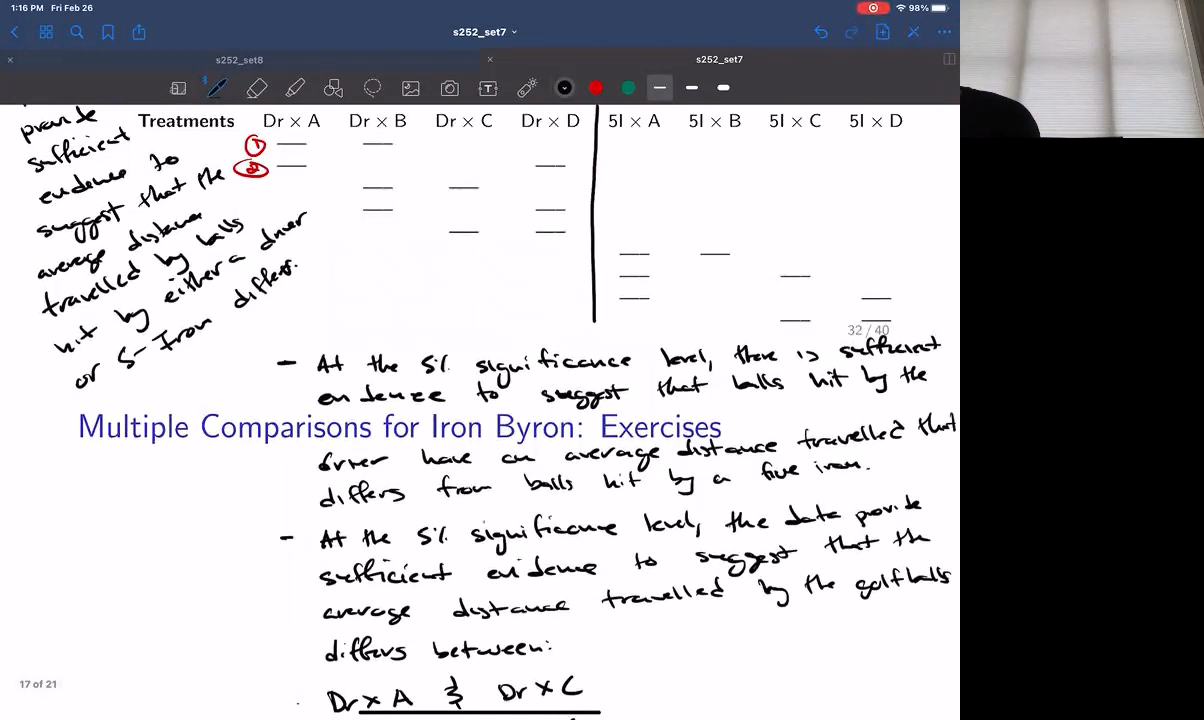 1:16 PM Fri Feb 26
98%
s252_set7
s252_set8
s252_set7
Treatments Dr × A Dr × B Dr × C Dr × D 5I × A 5I × B 5I × C 5I × D
1
2
provide
sufficient
evidence to
suggest that the
average distance
travelled by balls
hit by either a driver
or 5-Iron differ.
32 / 40
- At the 5% significance level, there is sufficient
evidence to suggest that balls hit by the
Multiple Comparisons for Iron Byron: Exercises
driver have an average distance travelled that
differs from balls hit by a five iron.
- At the 5% significance level, the data provide
sufficient evidence to suggest that the
average distance travelled by the golf balls
differs between:
Dr × A & Dr × C
17 of 21